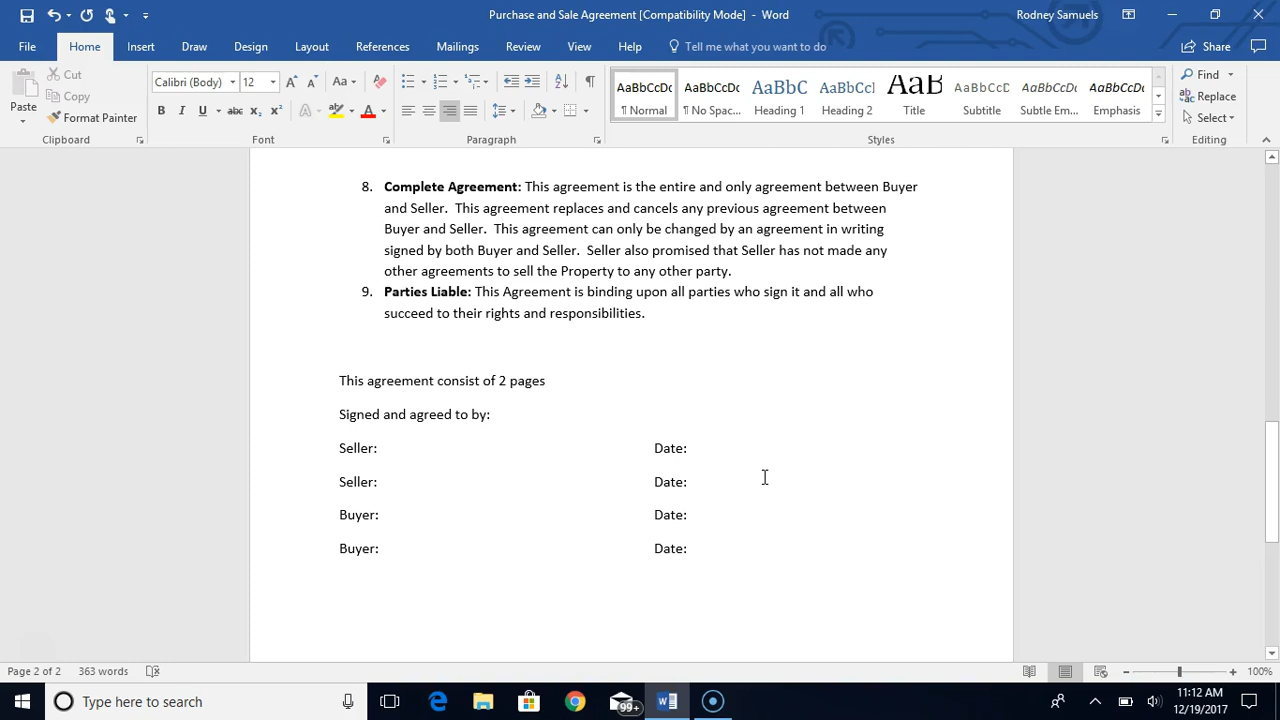 Purchase and Sale Agreement [Compatibility Mode] - Word
Rodney Samuels
File Home Insert Draw Design Layout References Mailings Review View Help Tell me what you want to do Share
Paste
Cut
Copy
Format Painter
Clipboard
Calibri (Body) 12
Font
Paragraph
AaBbCcDc AaBbCcDc AaBbC AaBbCcI AaB AaBbCcD AaBbCcDc AaBbCcDc
¶ Normal ¶ No Spac... Heading 1 Heading 2 Title Subtitle Subtle Em... Emphasis
Styles
Find
Replace
Select
Editing
8. Complete Agreement: This agreement is the entire and only agreement between Buyer
and Seller. This agreement replaces and cancels any previous agreement between
Buyer and Seller. This agreement can only be changed by an agreement in writing
signed by both Buyer and Seller. Seller also promised that Seller has not made any
other agreements to sell the Property to any other party.
9. Parties Liable: This Agreement is binding upon all parties who sign it and all who
succeed to their rights and responsibilities.
This agreement consist of 2 pages
Signed and agreed to by:
Seller: Date:
Seller: Date:
Buyer: Date:
Buyer: Date:
Page 2 of 2 363 words 100%
Type here to search
99+
11:12 AM
12/19/2017